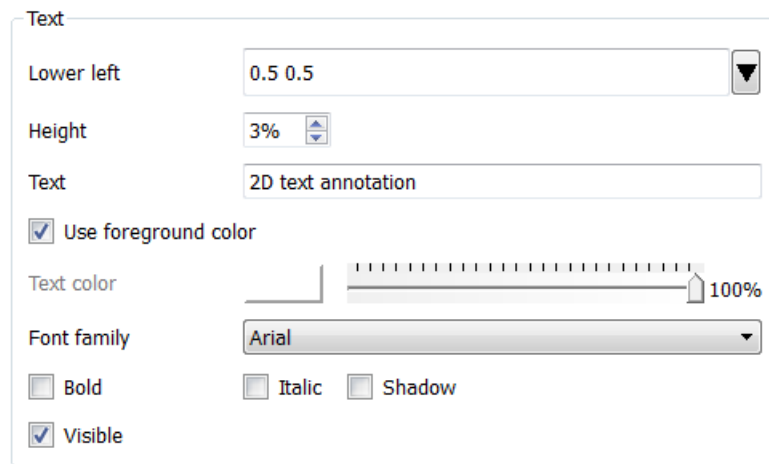 Text
Lower left 0.5 0.5
Height 3%
Text 2D text annotation
Use foreground color
Text color 100%
Font family Arial
Bold Italic Shadow
Visible